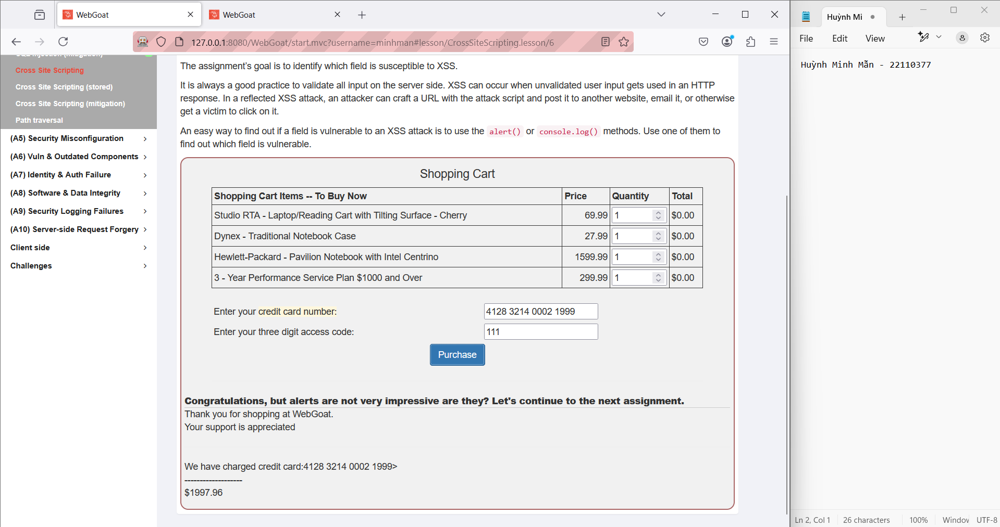 WebGoat
WebGoat
127.0.0.1:8080/WebGoat/start.mvc?username=minhman#lesson/CrossSiteScripting.lesson/6
Cross Site Scripting
Cross Site Scripting (stored)
Cross Site Scripting (mitigation)
Path traversal
(A5) Security Misconfiguration
(A6) Vuln & Outdated Components
(A7) Identity & Auth Failure
(A8) Software & Data Integrity
(A9) Security Logging Failures
(A10) Server-side Request Forgery
Client side
Challenges
The assignment's goal is to identify which field is susceptible to XSS.
It is always a good practice to validate all input on the server side. XSS can occur when unvalidated user input gets used in an HTTP
response. In a reflected XSS attack, an attacker can craft a URL with the attack script and post it to another website, email it, or otherwise
get a victim to click on it.
An easy way to find out if a field is vulnerable to an XSS attack is to use the alert() or console.log() methods. Use one of them to
find out which field is vulnerable.
Shopping Cart
Shopping Cart Items -- To Buy Now Price Quantity Total
Studio RTA - Laptop/Reading Cart with Tilting Surface - Cherry 69.99 1 $0.00
Dynex - Traditional Notebook Case 27.99 1 $0.00
Hewlett-Packard - Pavilion Notebook with Intel Centrino 1599.99 1 $0.00
3 - Year Performance Service Plan $1000 and Over 299.99 1 $0.00
Enter your credit card number: 4128 3214 0002 1999
Enter your three digit access code: 111
Purchase
Congratulations, but alerts are not very impressive are they? Let's continue to the next assignment.
Thank you for shopping at WebGoat.
Your support is appreciated
We have charged credit card:4128 3214 0002 1999>
-------------------
$1997.96
Huỳnh Mi
File Edit View
Huỳnh Minh Mẫn - 22110377
Ln 2, Col 1 26 characters 100% Window UTF-8